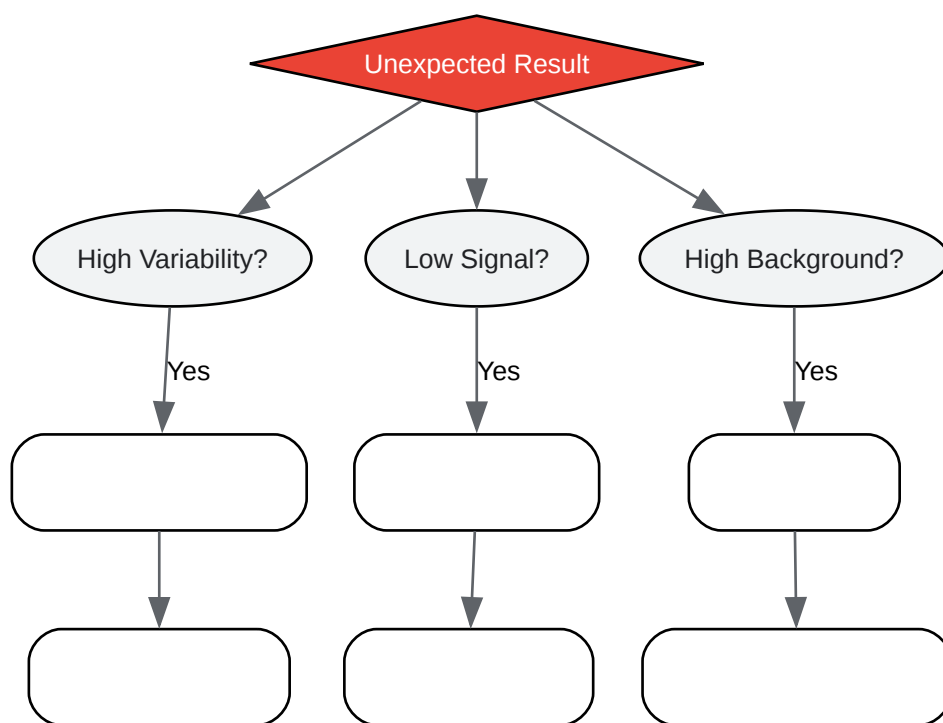 Unexpected Result
High Variability?
Low Signal?
High Background?
Yes
Yes
Yes